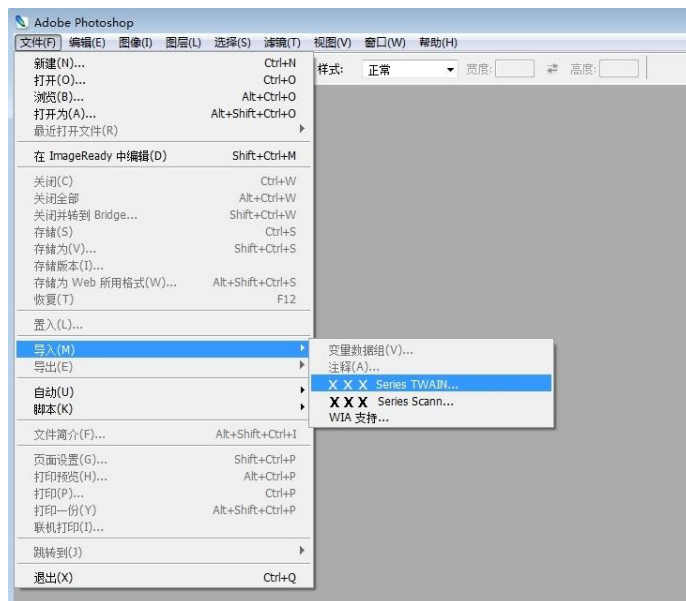 Adobe Photoshop
文件(F) 编辑(E) 图像(I) 图层(L) 选择(S) 滤镜(T) 视图(V) 窗口(W) 帮助(H)
样式: 正常 宽度: 高度:
新建(N)... Ctrl+N
打开(O)... Ctrl+O
浏览(B)... Alt+Ctrl+O
打开为(A)... Alt+Shift+Ctrl+O
最近打开文件(R)
在 ImageReady 中编辑(D) Shift+Ctrl+M
关闭(C) Ctrl+W
关闭全部 Alt+Ctrl+W
关闭并转到 Bridge... Shift+Ctrl+W
存储(S) Ctrl+S
存储为(V)... Shift+Ctrl+S
存储版本(I)...
存储为 Web 所用格式(W)... Alt+Shift+Ctrl+S
恢复(T) F12
置入(L)...
导入(M)
导出(E)
自动(U)
脚本(K)
文件简介(F)... Alt+Shift+Ctrl+I
页面设置(G)... Shift+Ctrl+P
打印预览(H)... Alt+Ctrl+P
打印(P)... Ctrl+P
打印一份(Y) Alt+Shift+Ctrl+P
联机打印(I)...
跳转到(J)
退出(X) Ctrl+Q
变量数据组(V)...
注释(A)...
X X X Series TWAIN...
X X X Series Scann...
WIA 支持...